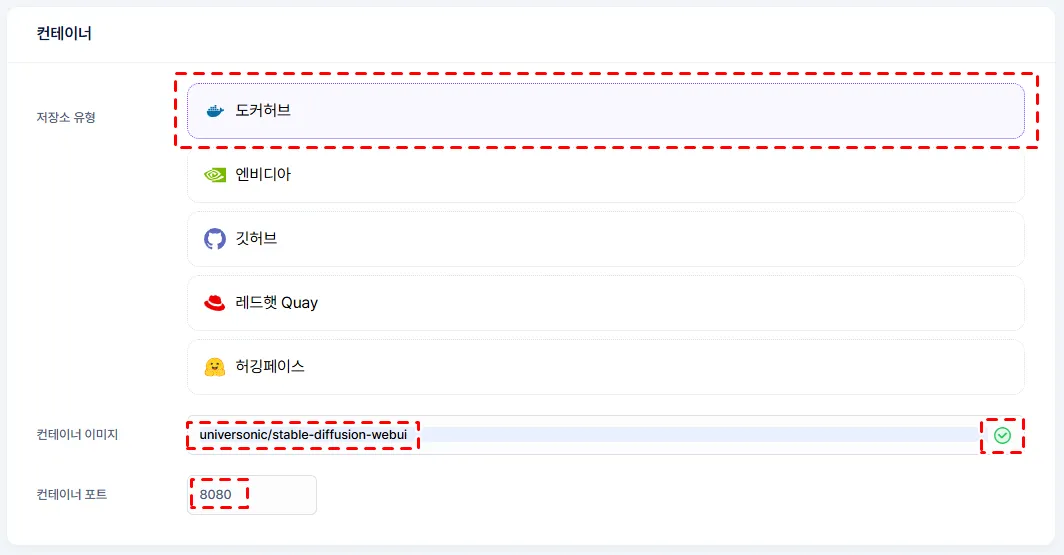 컨테이너
저장소 유형
도커허브
엔비디아
깃허브
레드햇 Quay
허깅페이스
컨테이너 이미지
universonic/stable-diffusion-webui
컨테이너 포트
8080